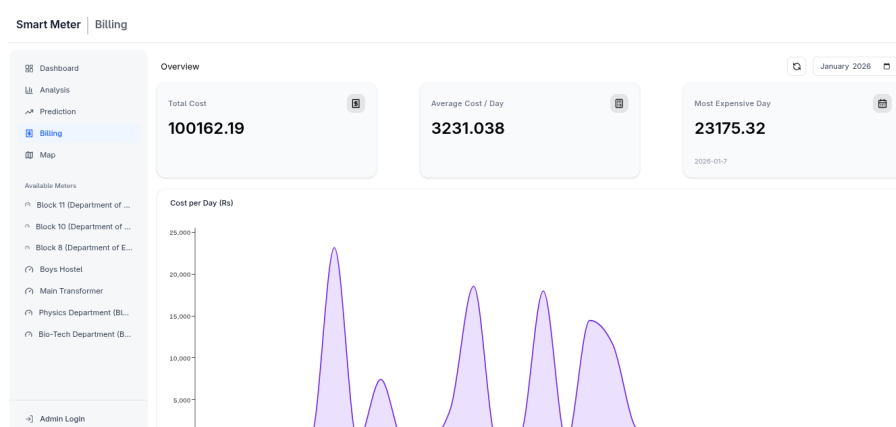 Smart Meter | Billing
Dashboard
Analysis
Prediction
Billing
Map
Available Meters
Block 11 (Department of ...
Block 10 (Department of ...
Block 8 (Department of E...
Boys Hostel
Main Transformer
Physics Department (Bl...
Bio-Tech Department (B...
Admin Login
Overview
January 2026
Total Cost
100162.19
Average Cost / Day
3231.038
Most Expensive Day
23175.32
2026-01-7
Cost per Day (Rs)
25,000
20,000
15,000
10,000
5,000